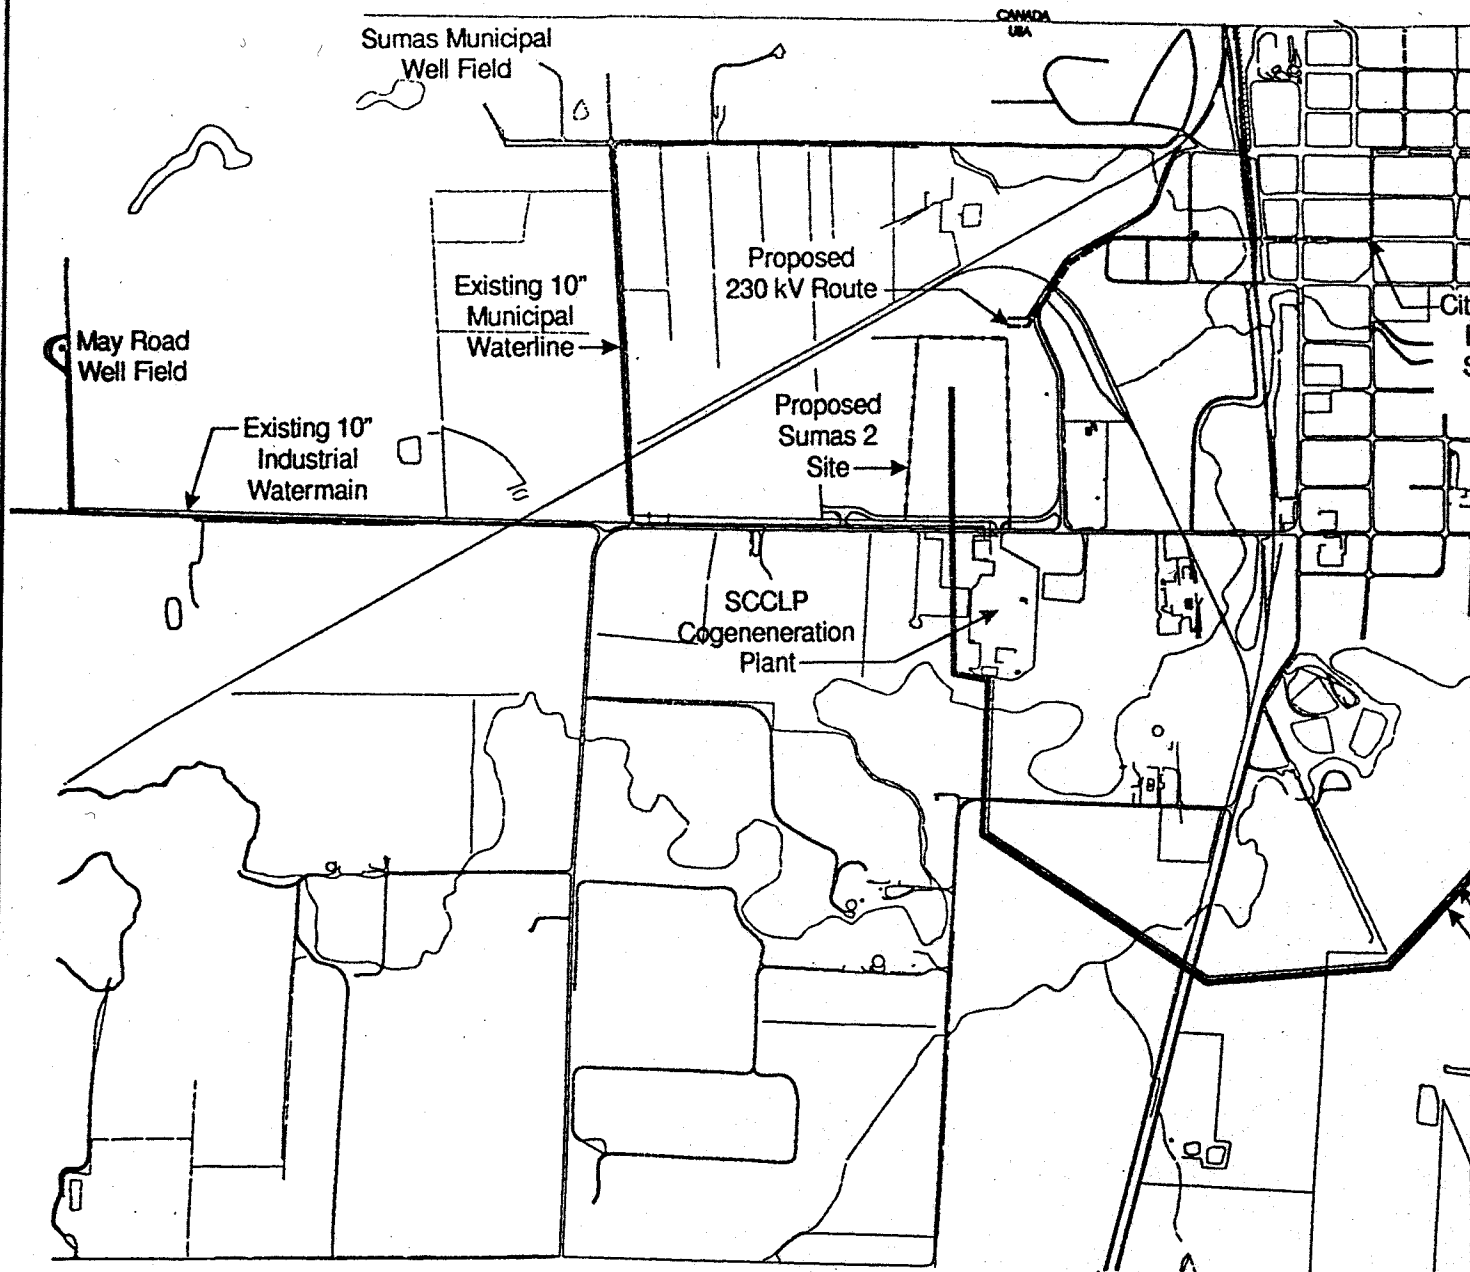 CANADA
USA
Sumas Municipal
Well Field
Proposed
230 kV Route
Existing 10"
Municipal
Waterline
May Road
Well Field
Existing 10"
Industrial
Watermain
Proposed
Sumas 2
Site
Cit
SCCLP
Cogeneneration
Plant